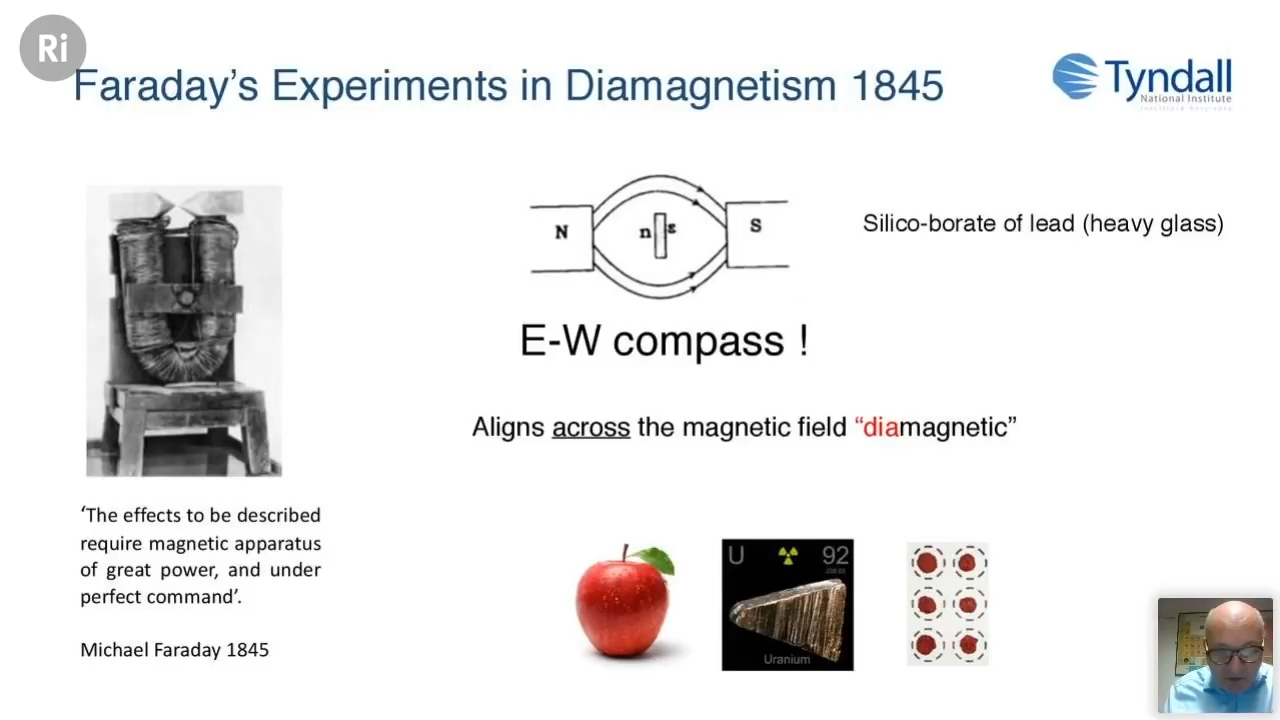 Ri
Faraday's Experiments in Diamagnetism 1845
Tyndall
National Institute
N
n
s
S
Silico-borate of lead (heavy glass)
E-W compass !
Aligns across the magnetic field “diamagnetic”
‘The effects to be described
require magnetic apparatus
of great power, and under
perfect command’.
Michael Faraday 1845
U 92
Uranium